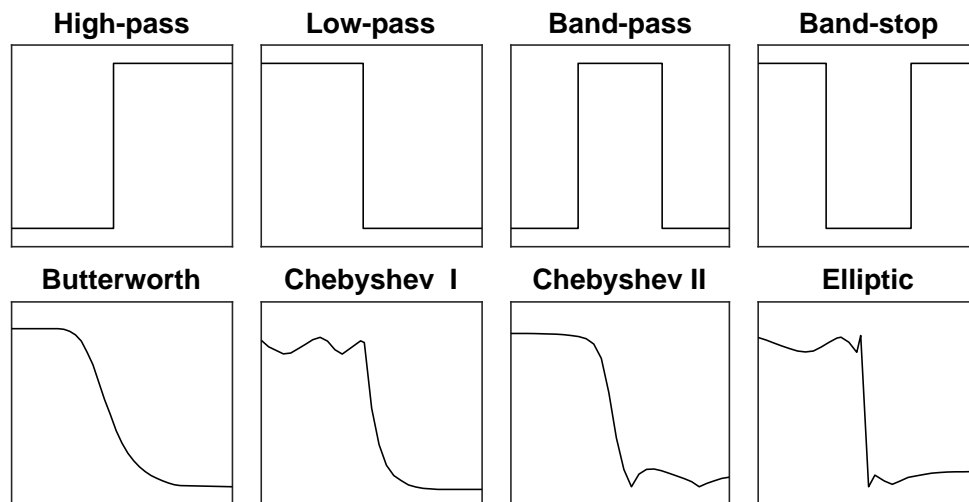 High-pass
Low-pass
Band-pass
Band-stop
Butterworth
Chebyshev I
Chebyshev II
Elliptic